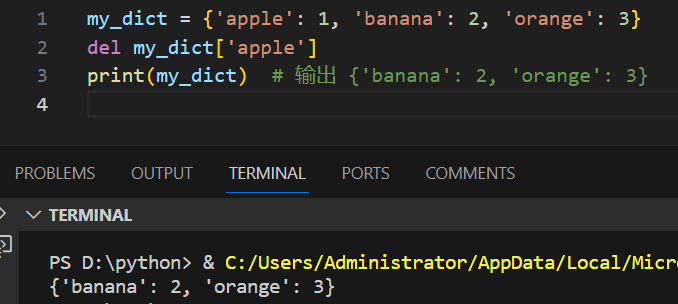 1 my_dict = {'apple': 1, 'banana': 2, 'orange': 3}
2 del my_dict['apple']
3 print(my_dict)  # 输出 {'banana': 2, 'orange': 3}
4
PROBLEMS OUTPUT TERMINAL PORTS COMMENTS
TERMINAL
PS D:\python> & C:/Users/Administrator/AppData/Local/Micr
{'banana': 2, 'orange': 3}